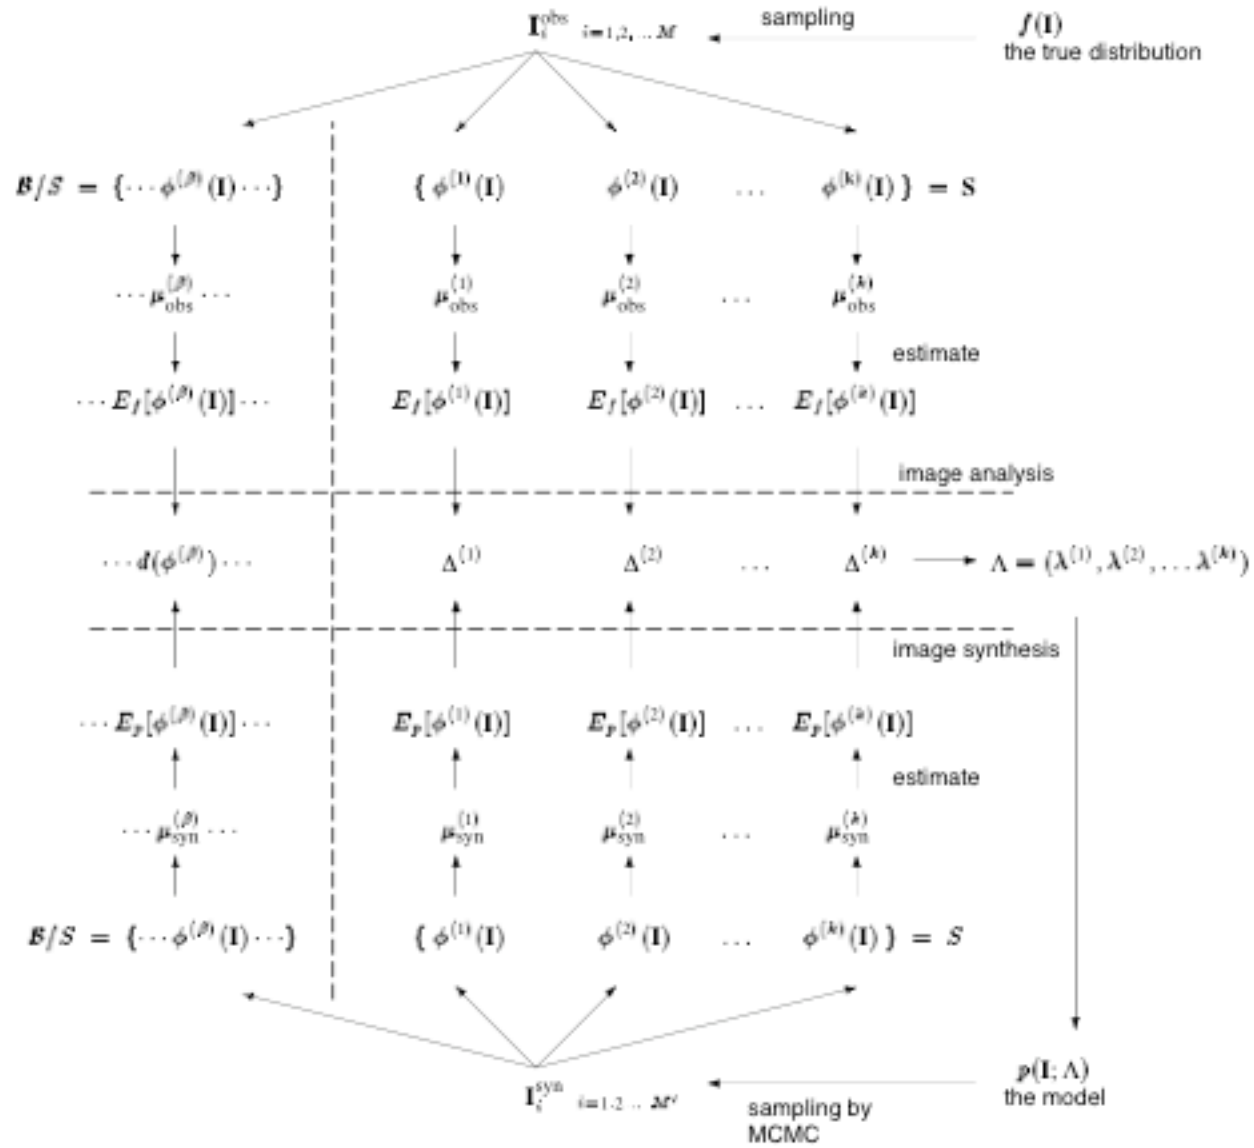 I_i^obs i=1,2,...M sampling f(I)
the true distribution
B/S = {··· φ^(β)(I) ···} { φ^(1)(I) φ^(2)(I) ... φ^(k)(I) } = S
··· μ_obs^(β) ··· μ_obs^(1) μ_obs^(2) ... μ_obs^(k)
estimate
··· E_f[φ^(β)(I)] ··· E_f[φ^(1)(I)] E_f[φ^(2)(I)] ... E_f[φ^(k)(I)]
image analysis
··· d(φ^(β)) ··· Δ^(1) Δ^(2) ... Δ^(k) Λ = (λ^(1), λ^(2), ... λ^(k))
image synthesis
··· E_p[φ^(β)(I)] ··· E_p[φ^(1)(I)] E_p[φ^(2)(I)] ... E_p[φ^(k)(I)]
estimate
··· μ_syn^(β) ··· μ_syn^(1) μ_syn^(2) ... μ_syn^(k)
B/S = {··· φ^(β)(I) ···} { φ^(1)(I) φ^(2)(I) ... φ^(k)(I) } = S
p(I; Λ)
I_i^syn i=1.2 ... M' the model
sampling by
MCMC